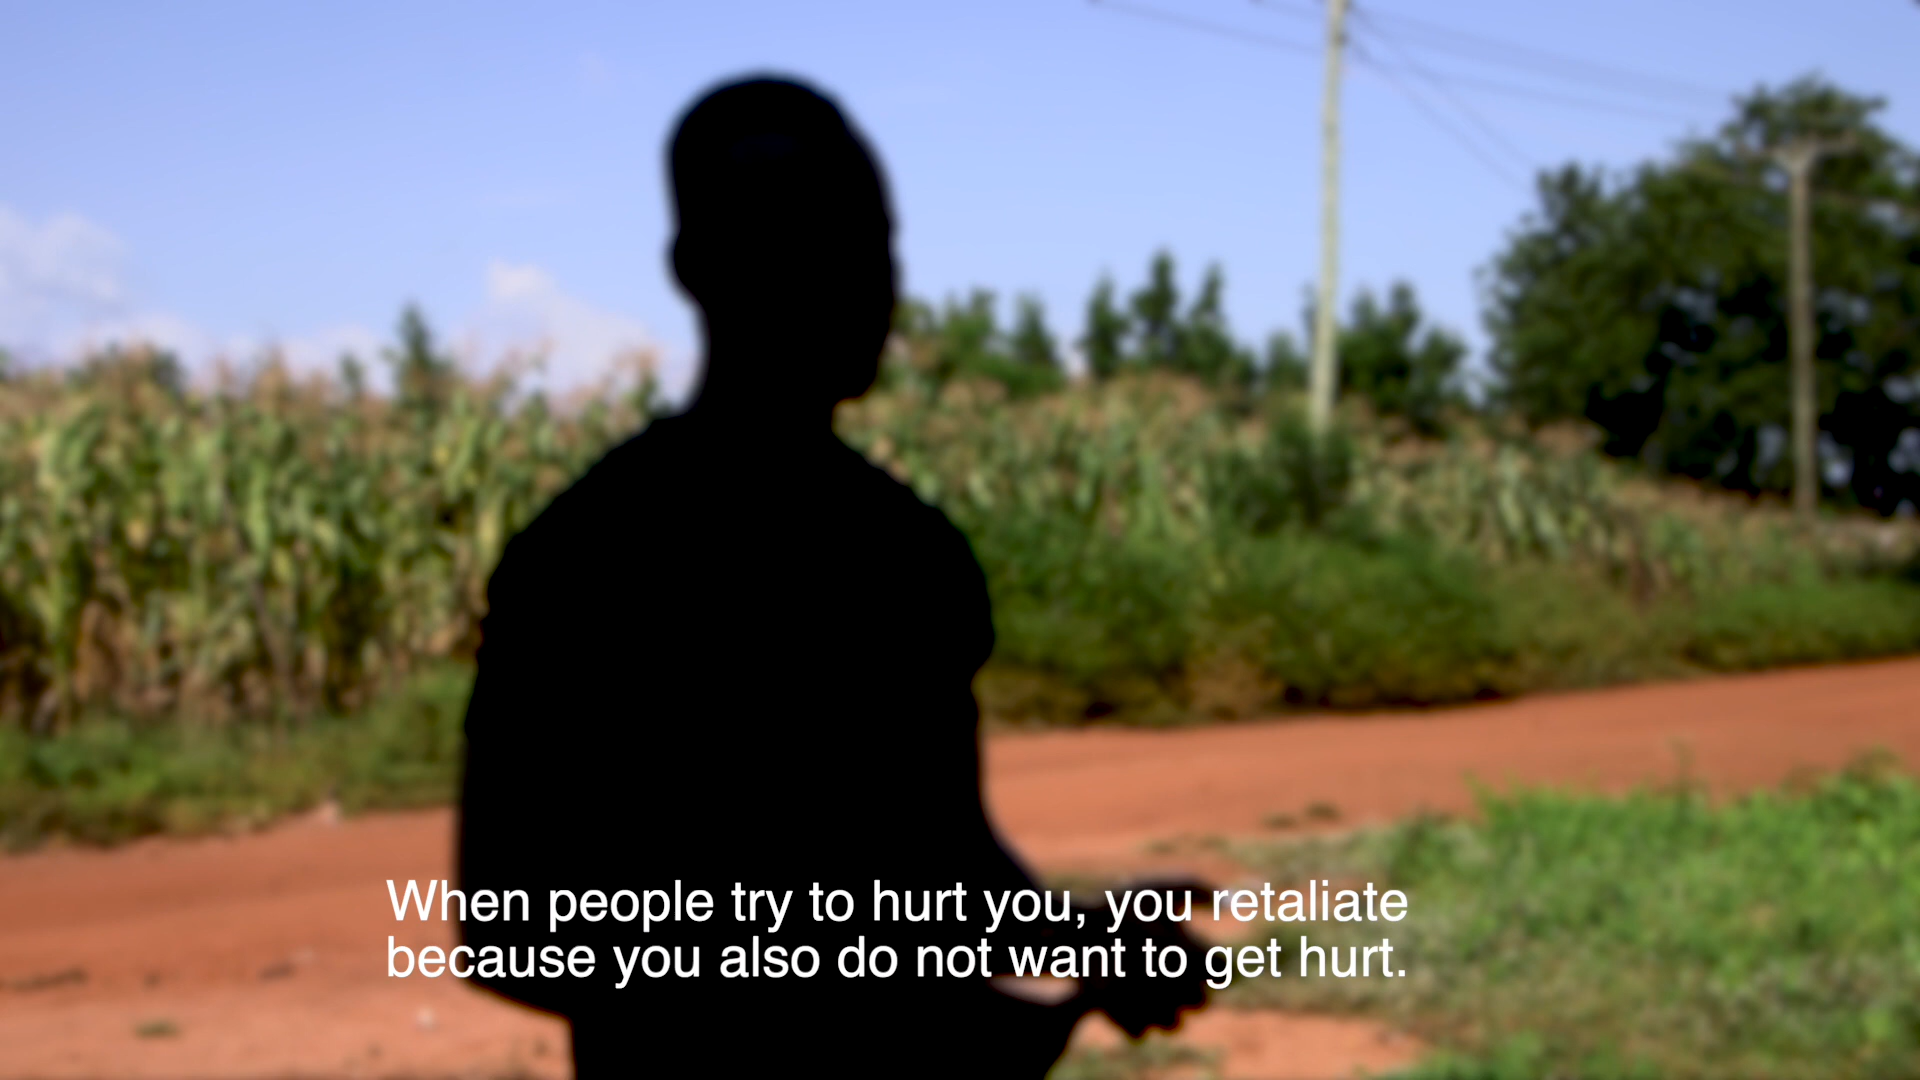 When people try to hurt you, you retaliate
because you also do not want to get hurt.